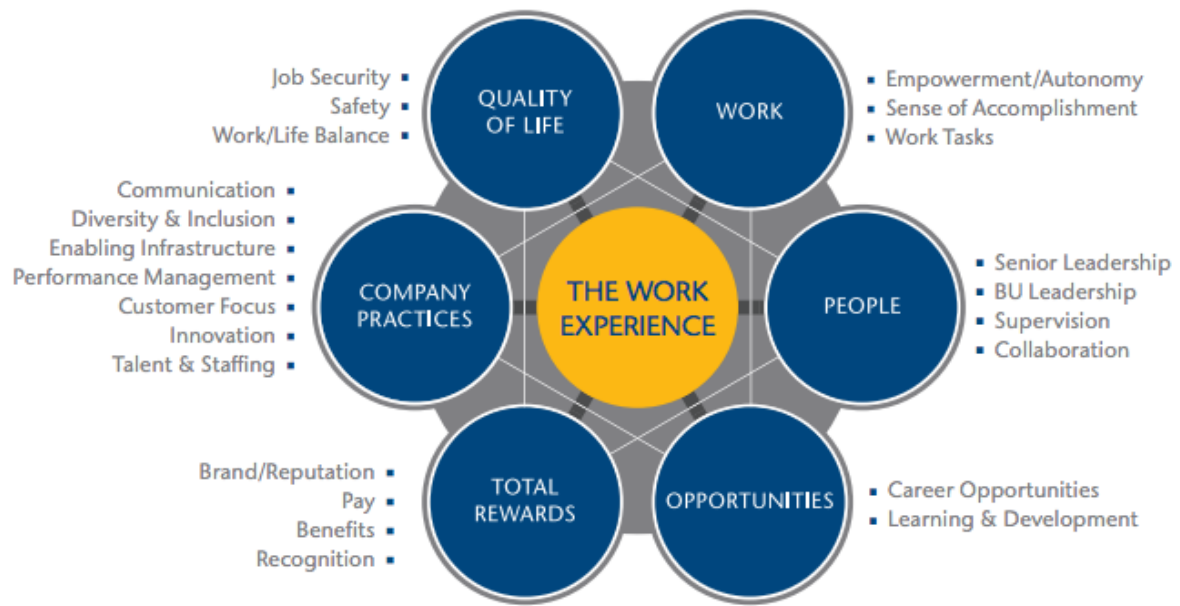 Job Security
Safety
Work/Life Balance
QUALITY
OF LIFE
WORK
Empowerment/Autonomy
Sense of Accomplishment
Work Tasks
Communication
Diversity & Inclusion
Enabling Infrastructure
Performance Management
Customer Focus
Innovation
Talent & Staffing
COMPANY
PRACTICES
THE WORK
EXPERIENCE
PEOPLE
Senior Leadership
BU Leadership
Supervision
Collaboration
Brand/Reputation
Pay
Benefits
Recognition
TOTAL
REWARDS
OPPORTUNITIES
Career Opportunities
Learning & Development